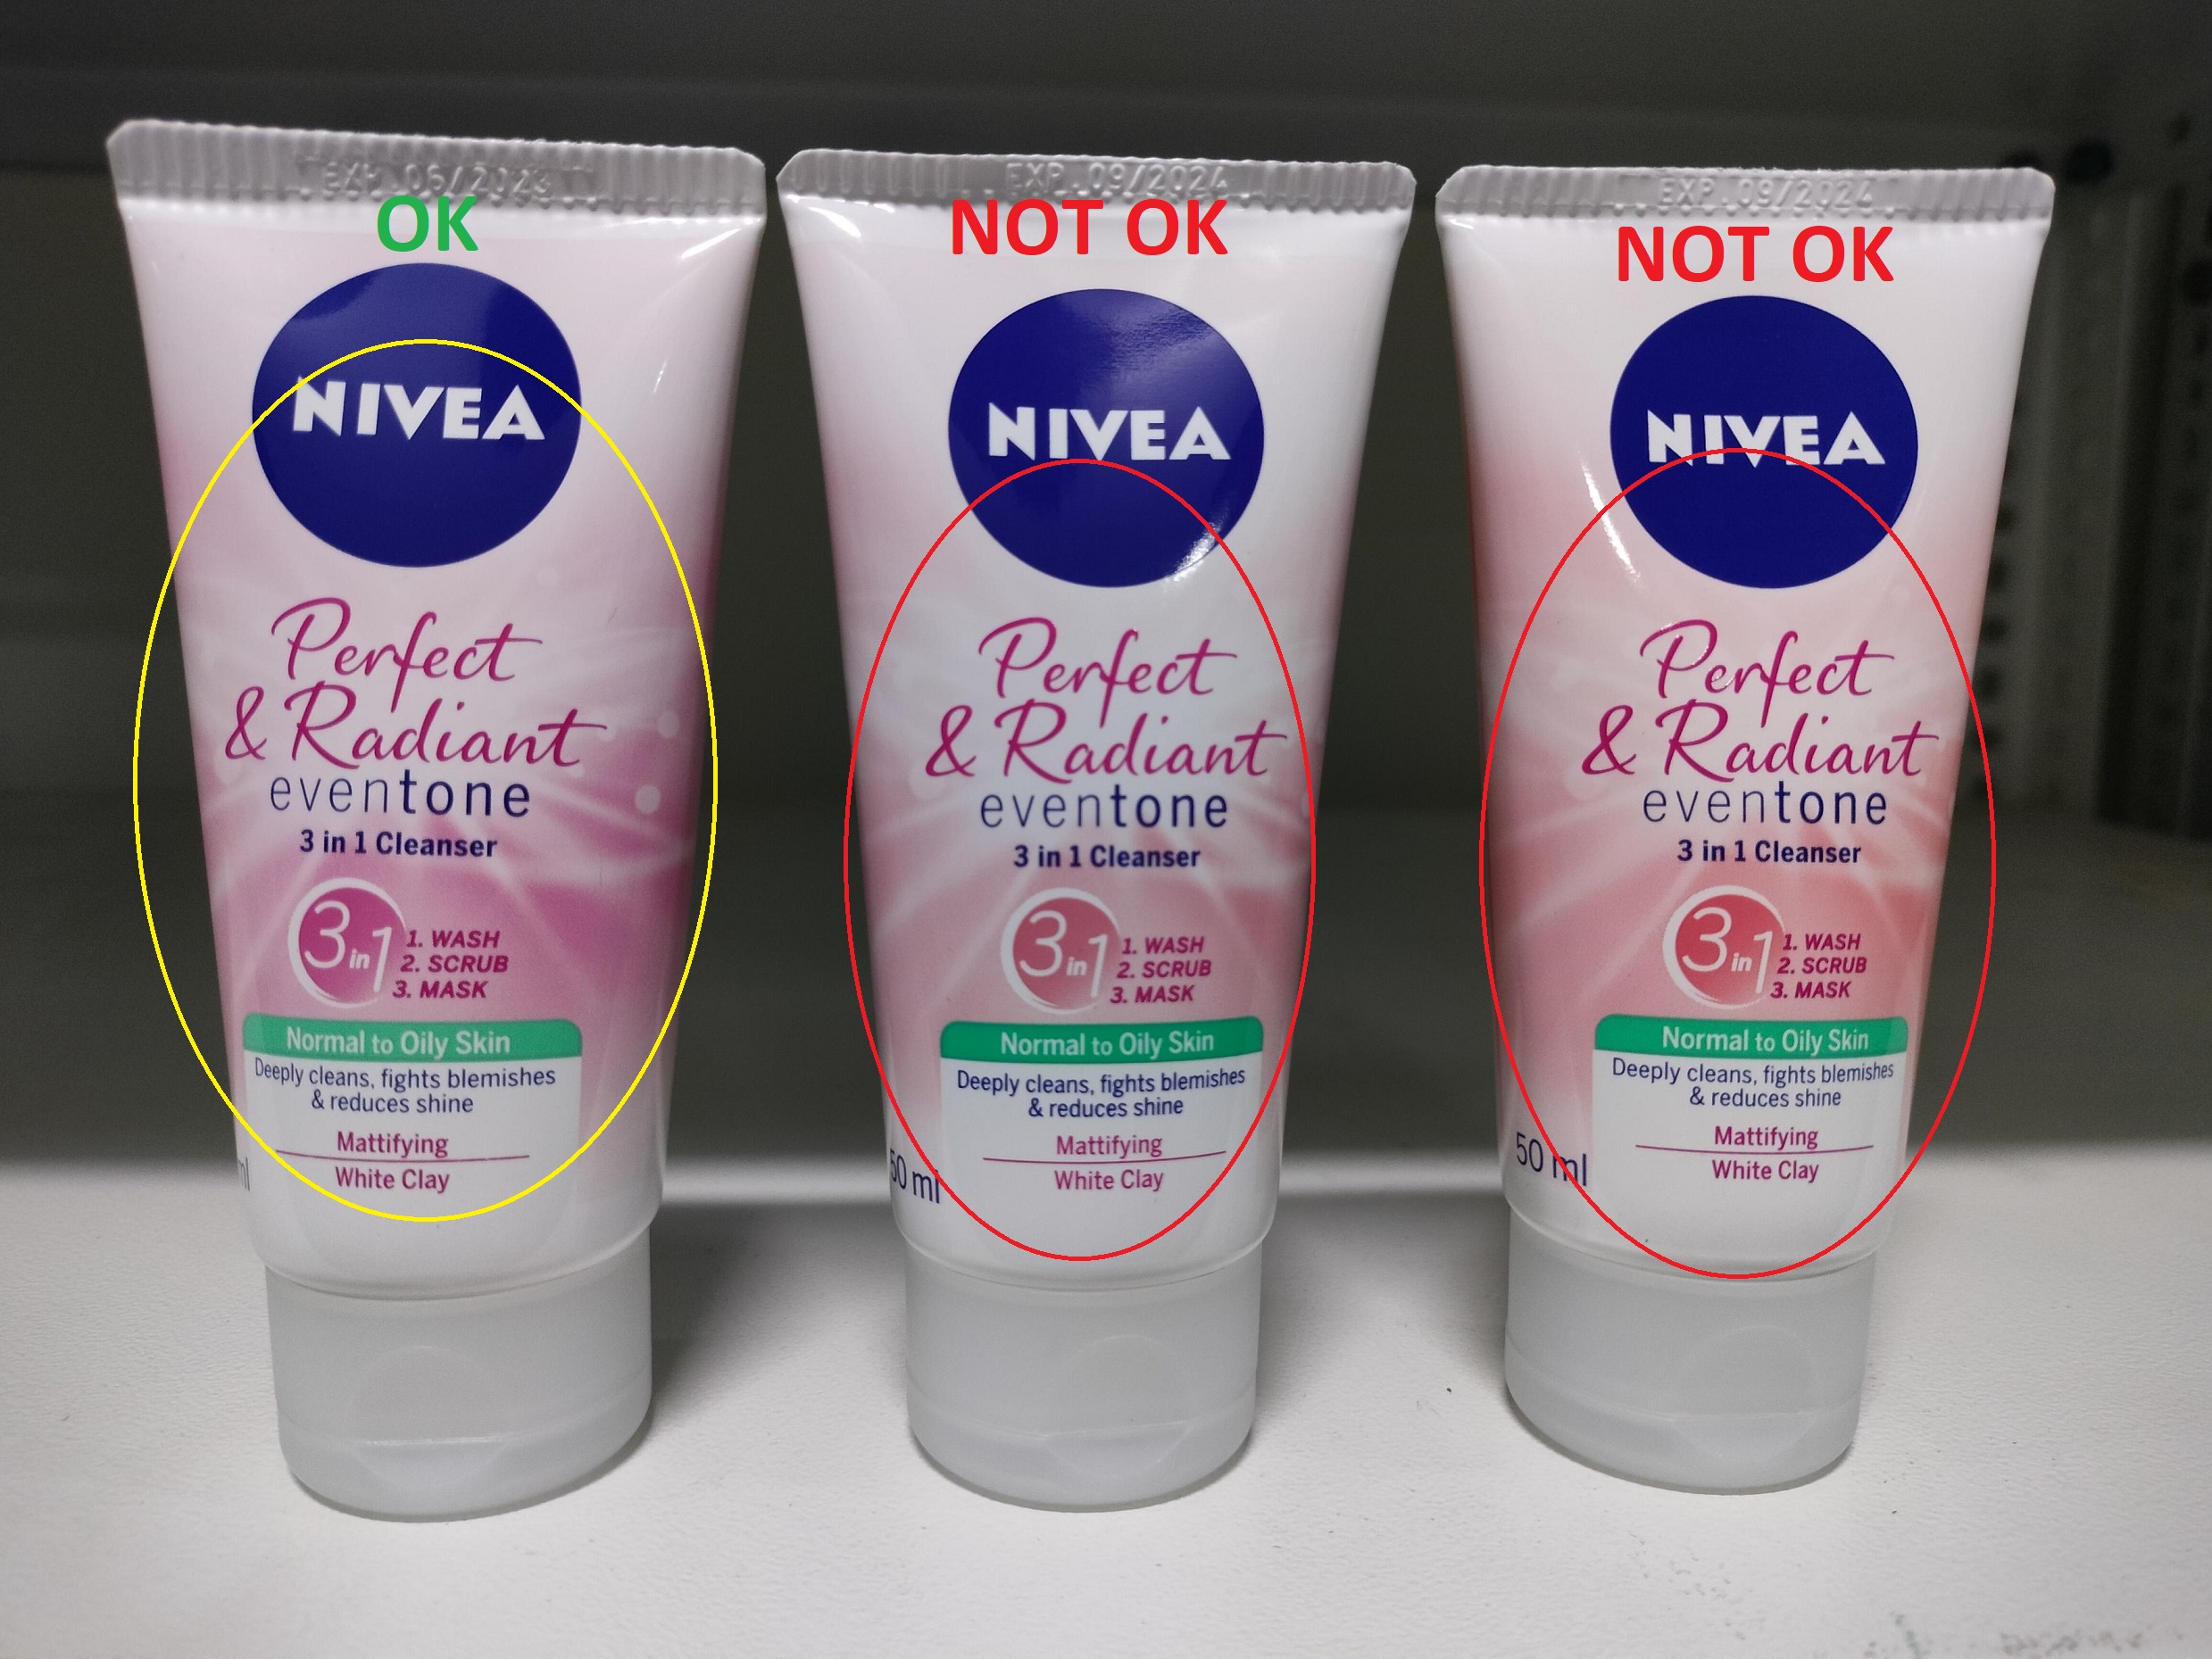 EXP. 06/2023
OK
NIVEA
Perfect
& Radiant
eventone
3 in 1 Cleanser
3 in 1
1. WASH
2. SCRUB
3. MASK
Normal to Oily Skin
Deeply cleans, fights blemishes
& reduces shine
Mattifying
White Clay
ml
EXP. 09/2024
NOT OK
NIVEA
Perfect
& Radiant
eventone
3 in 1 Cleanser
3 in 1
1. WASH
2. SCRUB
3. MASK
Normal to Oily Skin
Deeply cleans, fights blemishes
& reduces shine
Mattifying
White Clay
50 ml
EXP. 09/2024
NOT OK
NIVEA
Perfect
& Radiant
eventone
3 in 1 Cleanser
3 in 1
1. WASH
2. SCRUB
3. MASK
Normal to Oily Skin
Deeply cleans, fights blemishes
& reduces shine
Mattifying
White Clay
50 ml